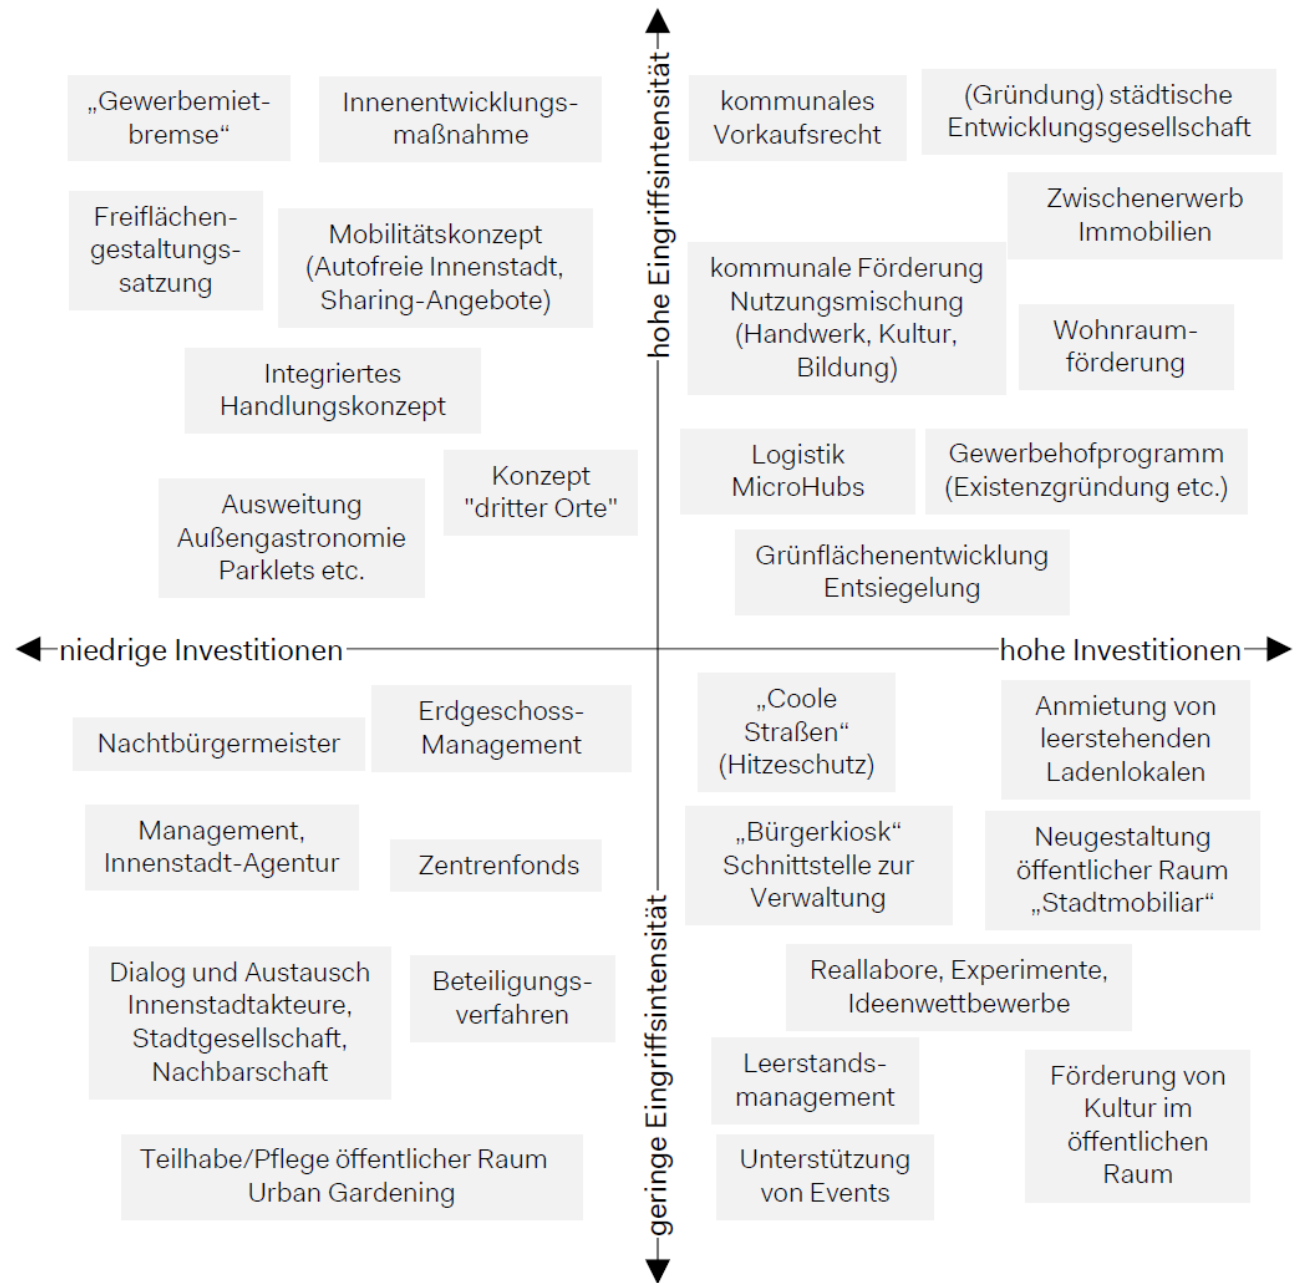 „Gewerbemiet-
bremse“
Innenentwicklungs-
maßnahme
Freiflächen-
gestaltungs-
satzung
Mobilitätskonzept
(Autofreie Innenstadt,
Sharing-Angebote)
Integriertes
Handlungskonzept
Konzept
"dritter Orte"
Ausweitung
Außengastronomie
Parklets etc.
hohe Eingriffsintensität
kommunales
Vorkaufsrecht
(Gründung) städtische
Entwicklungsgesellschaft
Zwischenerwerb
Immobilien
kommunale Förderung
Nutzungsmischung
(Handwerk, Kultur,
Bildung)
Wohnraum-
förderung
Logistik
MicroHubs
Gewerbehofprogramm
(Existenzgründung etc.)
Grünflächenentwicklung
Entsiegelung
niedrige Investitionen
hohe Investitionen
Nachtbürgermeister
Erdgeschoss-
Management
Management,
Innenstadt-Agentur
Zentrenfonds
Dialog und Austausch
Innenstadtakteure,
Stadtgesellschaft,
Nachbarschaft
Beteiligungs-
verfahren
Teilhabe/Pflege öffentlicher Raum
Urban Gardening
geringe Eingriffsintensität
„Coole
Straßen“
(Hitzeschutz)
Anmietung von
leerstehenden
Ladenlokalen
„Bürgerkiosk“
Schnittstelle zur
Verwaltung
Neugestaltung
öffentlicher Raum
„Stadtmobiliar“
Reallabore, Experimente,
Ideenwettbewerbe
Leerstands-
management
Förderung von
Kultur im
öffentlichen
Raum
Unterstützung
von Events